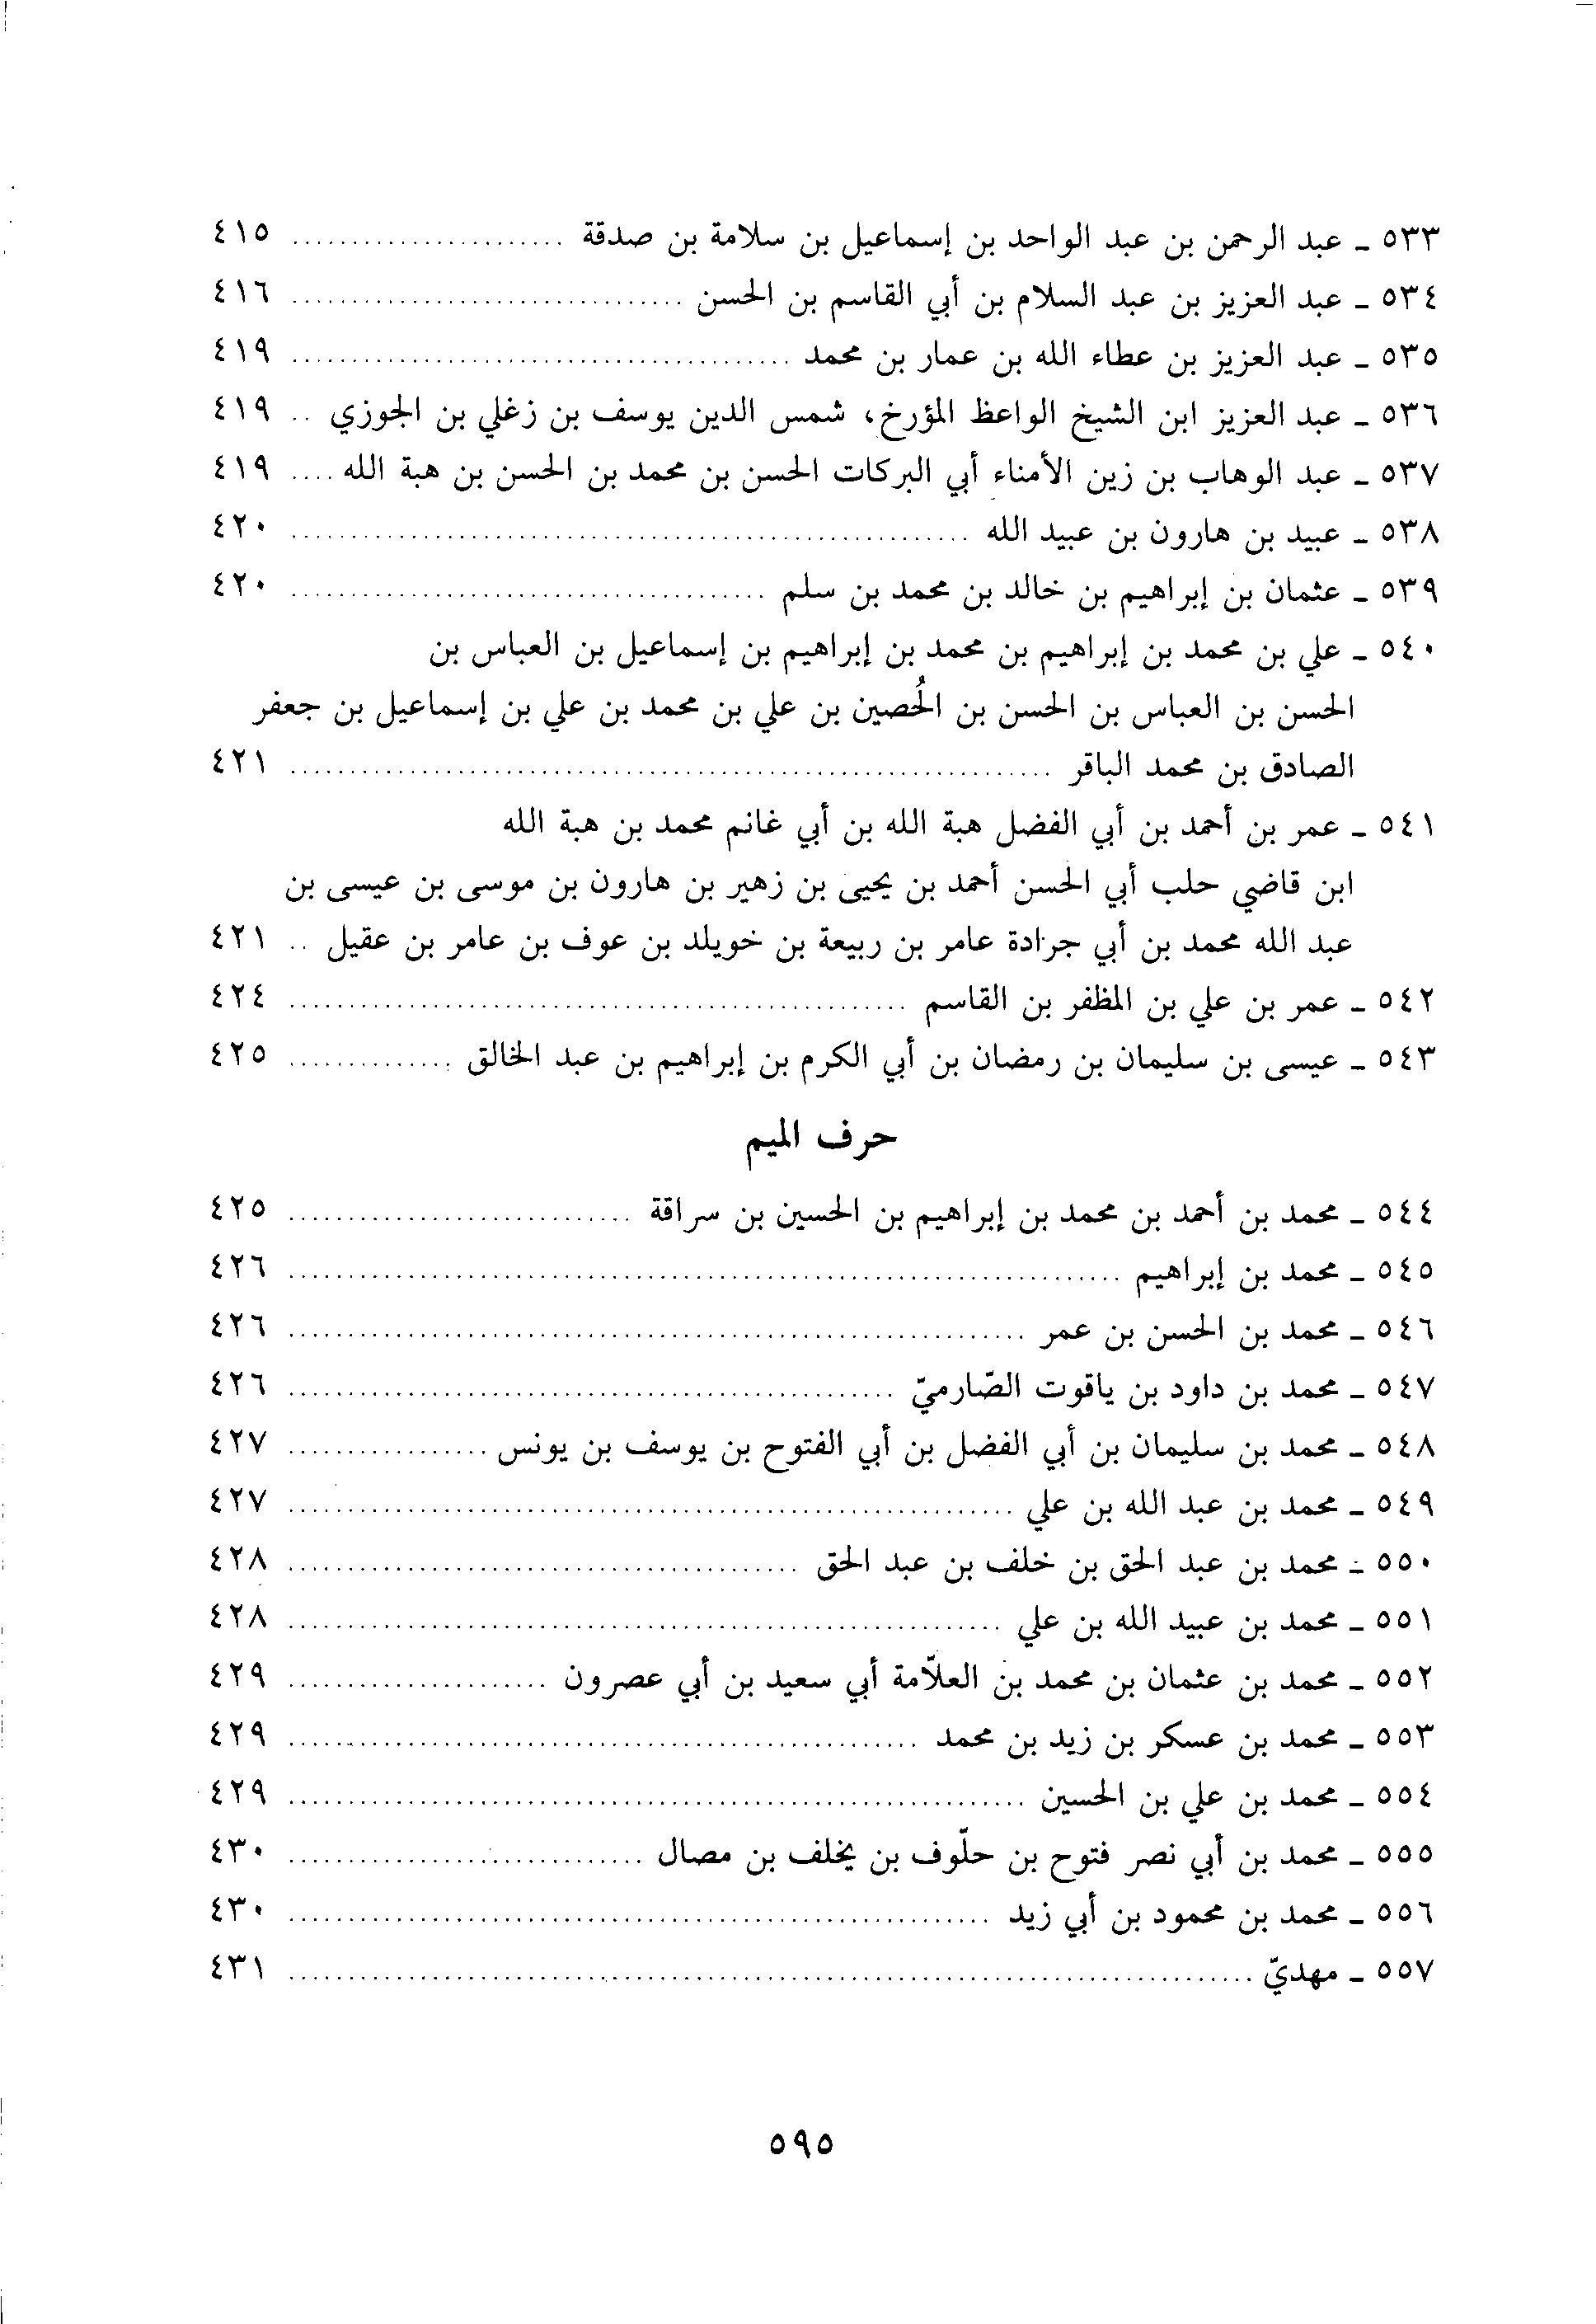 ٥٣٣ - عبد الرحمن بن عبد الواحد بن إسماعيل بن سلامة بن صدقة ....................... ٤١٥
٥٣٤ - عبد العزيز بن عبد السلام بن أبي القاسم بن الحسن ................................. ٤١٦
٥٣٥ - عبد العزيز بن عطاء الله بن عمار بن محمد .......................................... ٤١٩
٥٣٦ - عبد العزيز ابن الشيخ الواعظ المؤرخ، شمس الدين يوسف بن زغلي بن الجوزي .. ٤١٩
٥٣٧ - عبد الوهاب بن زين الأمناء أبي البركات الحسن بن محمد بن الحسن بن هبة الله .... ٤١٩
٥٣٨ - عبيد بن هارون بن عبيد الله ......................................................... ٤٢٠
٥٣٩ - عثمان بن إبراهيم بن خالد بن محمد بن سلم ........................................ ٤٢٠
٥٤٠ - علي بن محمد بن إبراهيم بن محمد بن إبراهيم بن إسماعيل بن العباس بن
الحسن بن العباس بن الحسن بن الحُصين بن علي بن محمد بن علي بن إسماعيل بن جعفر
الصادق بن محمد الباقر ................................................................ ٤٢١
٥٤١ - عمر بن أحمد بن أبي الفضل هبة الله بن أبي غانم محمد بن هبة الله
ابن قاضي حلب أبي الحسن أحمد بن يحيى بن زهير بن هارون بن موسى بن عيسى بن
عبد الله محمد بن أبي جرادة عامر بن ربيعة بن خويلد بن عوف بن عامر بن عقيل .. ٤٢١
٥٤٢ - عمر بن علي بن المظفر بن القاسم .................................................... ٤٢٤
٥٤٣ - عيسى بن سليمان بن رمضان بن أبي الكرم بن إبراهيم بن عبد الخالق .............. ٤٢٥
حرف الميم
٥٤٤ - محمد بن أحمد بن محمد بن إبراهيم بن الحسين بن سراقة ............................. ٤٢٥
٥٤٥ - محمد بن إبراهيم ...................................................................... ٤٢٦
٥٤٦ - محمد بن الحسن بن عمر .............................................................. ٤٢٦
٥٤٧ - محمد بن داود بن ياقوت الصّارميّ ................................................... ٤٢٦
٥٤٨ - محمد بن سليمان بن أبي الفضل بن أبي الفتوح بن يوسف بن يونس ................. ٤٢٧
٥٤٩ - محمد بن عبد الله بن علي ............................................................. ٤٢٧
٥٥٠ - محمد بن عبد الحق بن خلف بن عبد الحق ........................................... ٤٢٨
٥٥١ - محمد بن عبيد الله بن علي ............................................................ ٤٢٨
٥٥٢ - محمد بن عثمان بن محمد بن العلاّمة أبي سعيد بن أبي عصرون ...................... ٤٢٩
٥٥٣ - محمد بن عسكر بن زيد بن محمد ..................................................... ٤٢٩
٥٥٤ - محمد بن علي بن الحسين .............................................................. ٤٢٩
٥٥٥ - محمد بن أبي نصر فتوح بن حلّوف بن يخلف بن مصال .............................. ٤٣٠
٥٥٦ - محمد بن محمود بن أبي زيد ........................................................... ٤٣٠
٥٥٧ - مهديّ ................................................................................. ٤٣١
٥٩٥